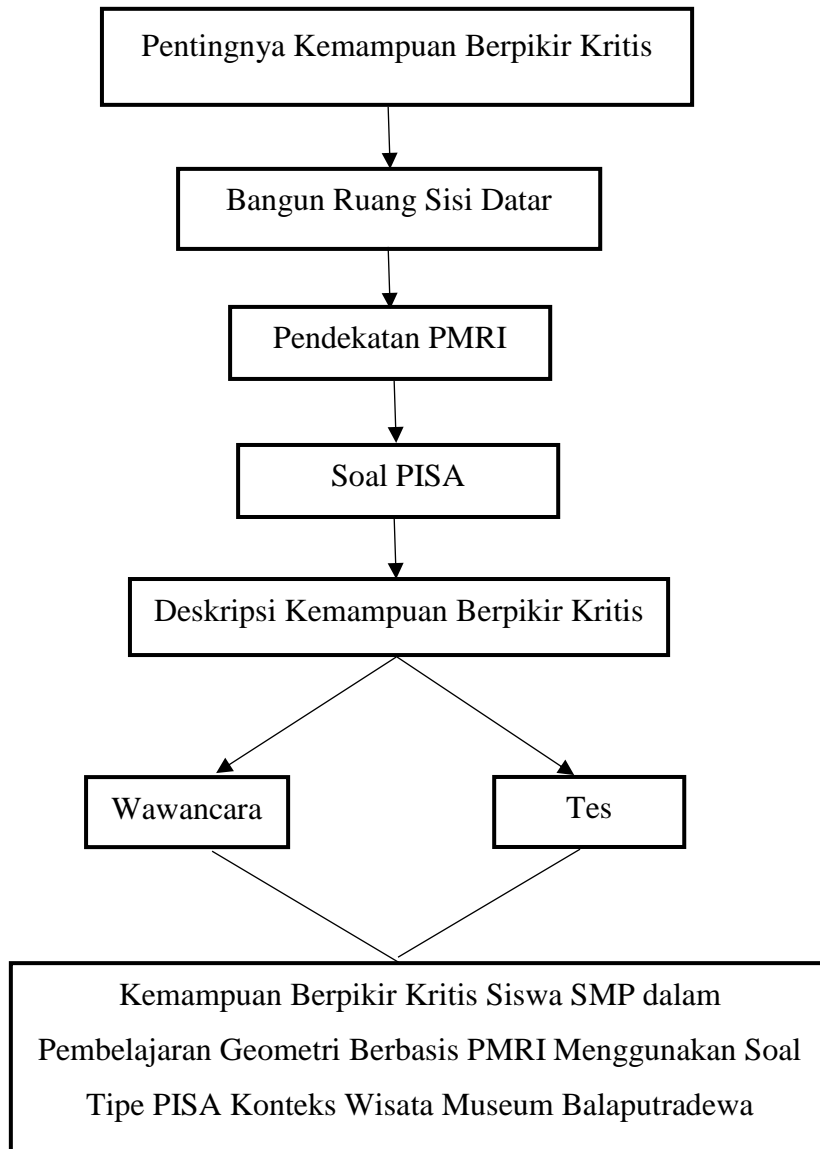 Pentingnya Kemampuan Berpikir Kritis
Bangun Ruang Sisi Datar
Pendekatan PMRI
Soal PISA
Deskripsi Kemampuan Berpikir Kritis
Wawancara
Tes
Kemampuan Berpikir Kritis Siswa SMP dalam
Pembelajaran Geometri Berbasis PMRI Menggunakan Soal
Tipe PISA Konteks Wisata Museum Balaputradewa